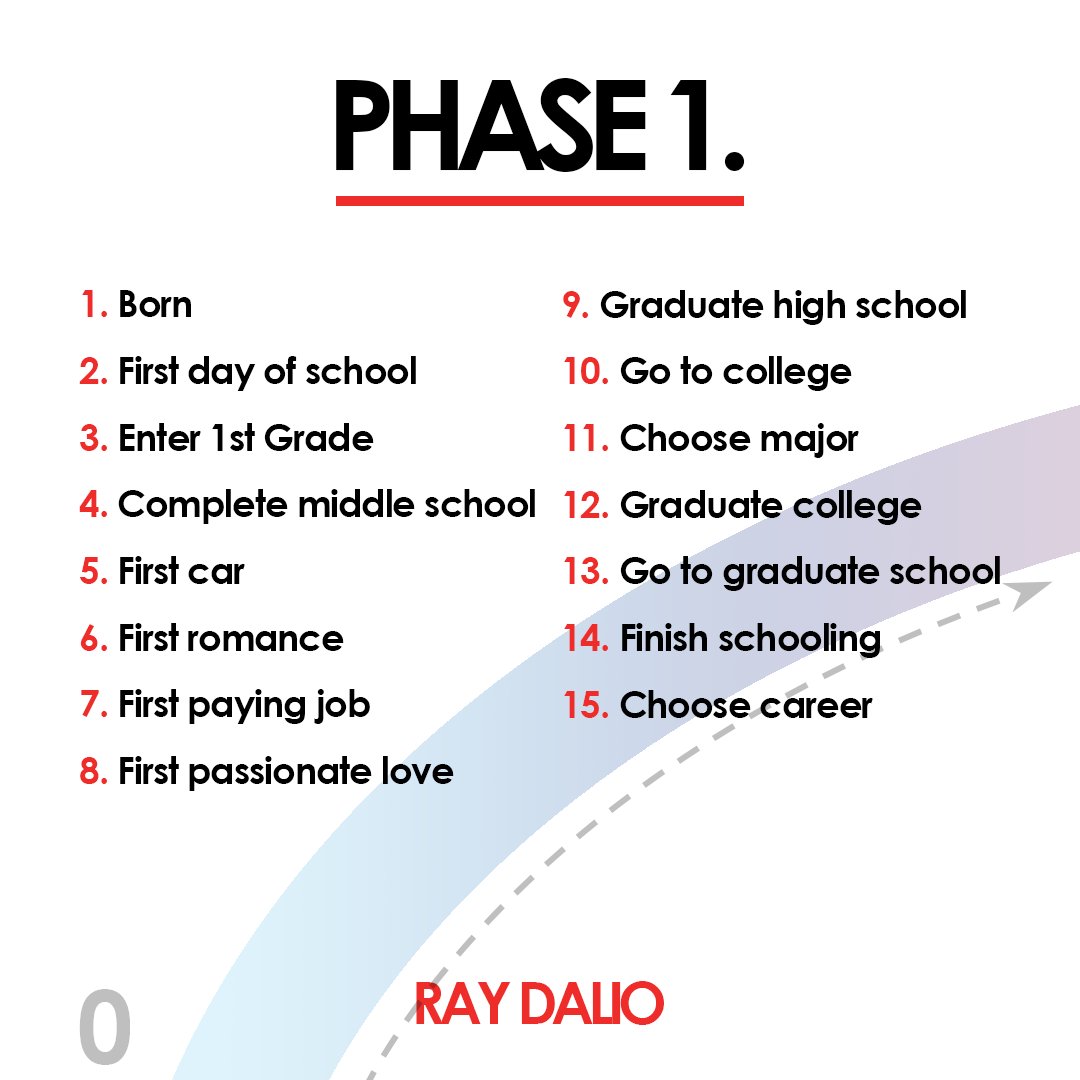 PHASE 1.
1. Born
2. First day of school
3. Enter 1st Grade
4. Complete middle school
5. First car
6. First romance
7. First paying job
8. First passionate love
9. Graduate high school
10. Go to college
11. Choose major
12. Graduate college
13. Go to graduate school
14. Finish schooling
15. Choose career
0
RAY DALIO